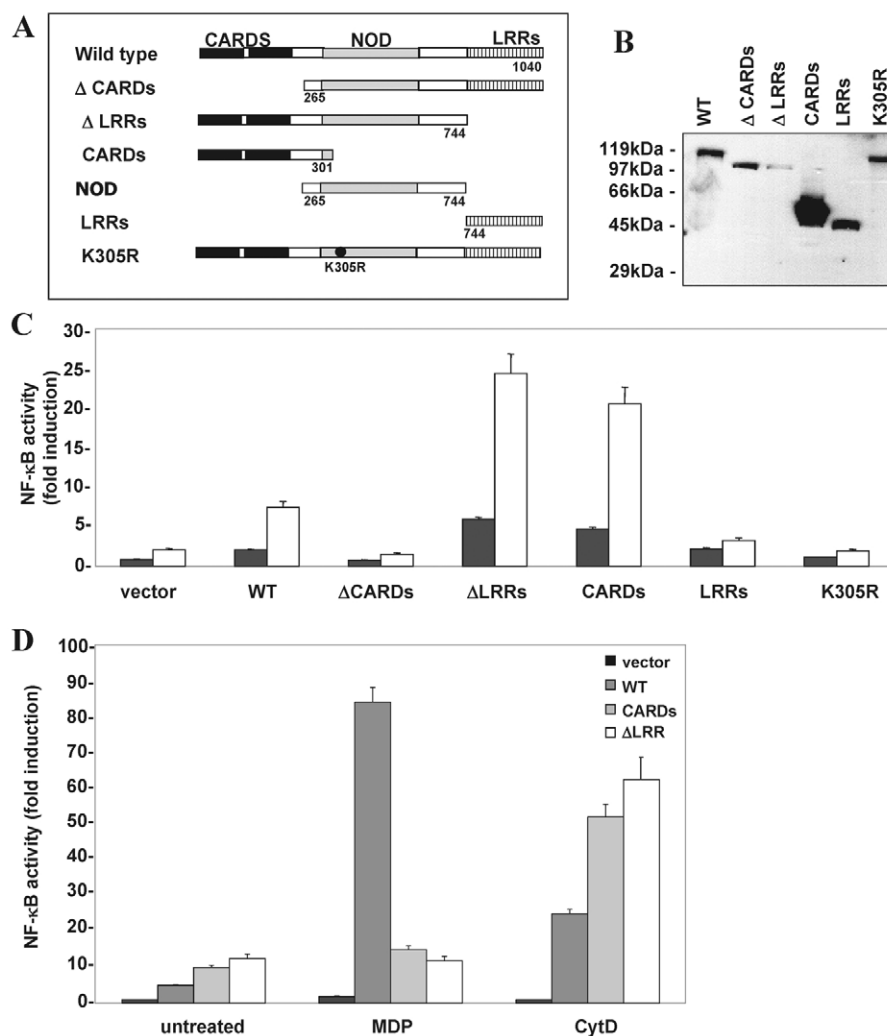 A
CARDS NOD LRRs
Wild type
1040
Δ CARDs
265
Δ LRRs
744
CARDs
301
NOD
265 744
LRRs
744
K305R
K305R
B
WT
Δ CARDs
Δ LRRs
CARDs
LRRs
K305R
119kDa -
97kDa -
66kDa -
45kDa -
29kDa -
C
NF-κB activity
(fold induction)
30-
25-
20-
15-
10-
5-
0-
vector WT ΔCARDs ΔLRRs CARDs LRRs K305R
D
NF-κB activity (fold induction)
100-
90-
80-
70-
60-
50-
40-
30-
20-
10-
0-
vector
WT
CARDs
ΔLRR
untreated MDP CytD